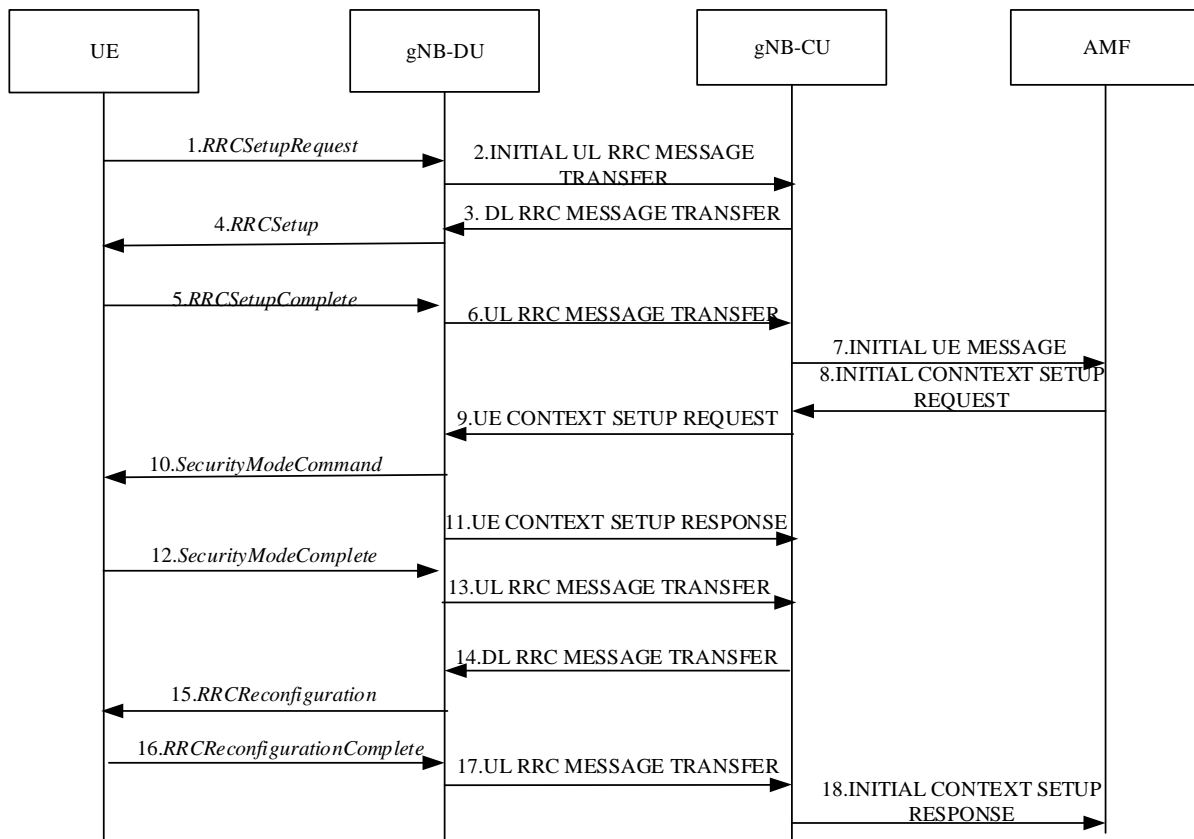 UE
gNB-DU
gNB-CU
AMF
1.RRCSetupRequest
2.INITIAL UL RRC MESSAGE
TRANSFER
3. DL RRC MESSAGE TRANSFER
4.RRCSetup
5.RRCSetupComplete
6.UL RRC MESSAGE TRANSFER
7.INITIAL UE MESSAGE
8.INITIAL CONNTEXT SETUP
REQUEST
9.UE CONTEXT SETUP REQUEST
10.SecurityModeCommand
11.UE CONTEXT SETUP RESPONSE
12.SecurityModeComplete
13.UL RRC MESSAGE TRANSFER
14.DL RRC MESSAGE TRANSFER
15.RRCReconfiguration
16.RRCReconfigurationComplete
17.UL RRC MESSAGE TRANSFER
18.INITIAL CONTEXT SETUP
RESPONSE